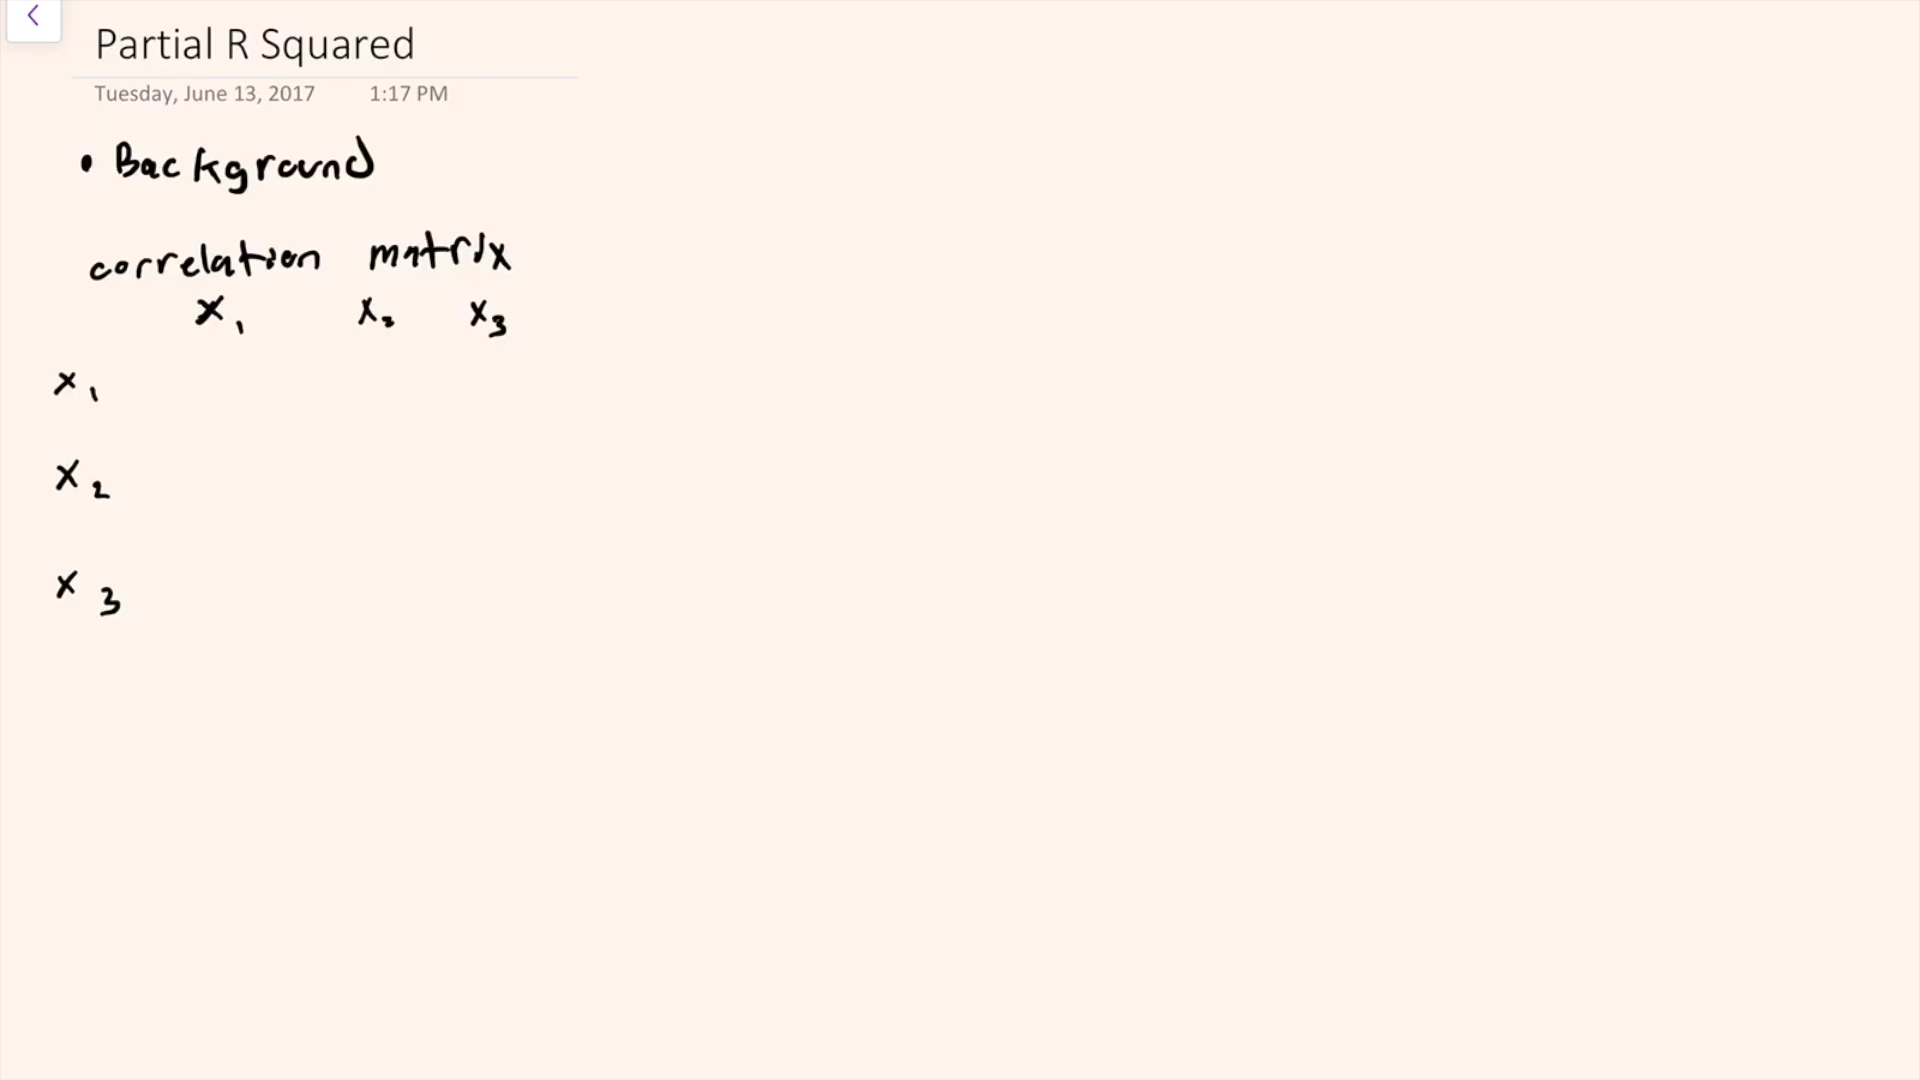 Partial R Squared
Tuesday, June 13, 2017 1:17 PM
• Background
correlation matrix
x₁ x₂ x₃
x₁
x₂
x₃